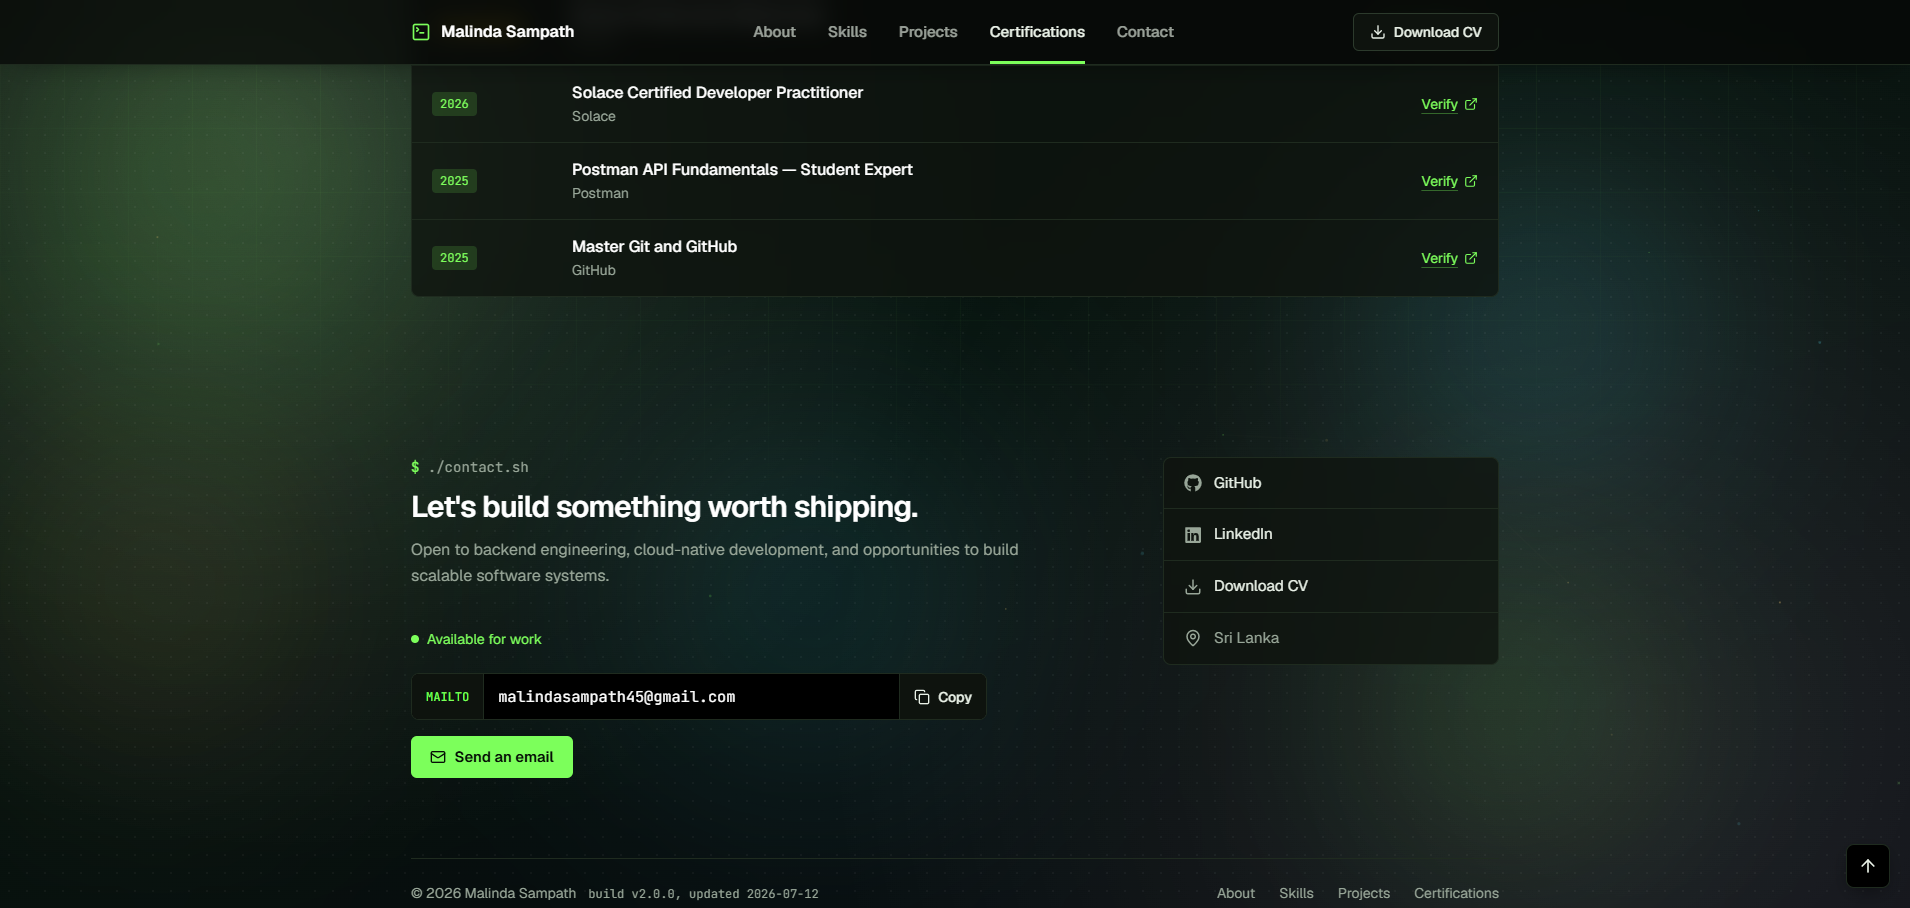 Malinda Sampath
About
Skills
Projects
Certifications
Contact
Download CV
2026
Solace Certified Developer Practitioner
Solace
Verify
2025
Postman API Fundamentals — Student Expert
Postman
Verify
2025
Master Git and GitHub
GitHub
Verify
$ ./contact.sh
Let's build something worth shipping.
Open to backend engineering, cloud-native development, and opportunities to build
scalable software systems.
Available for work
MAILTO
malindasampath45@gmail.com
Copy
Send an email
GitHub
LinkedIn
Download CV
Sri Lanka
© 2026 Malinda Sampath build v2.0.0, updated 2026-07-12
About
Skills
Projects
Certifications